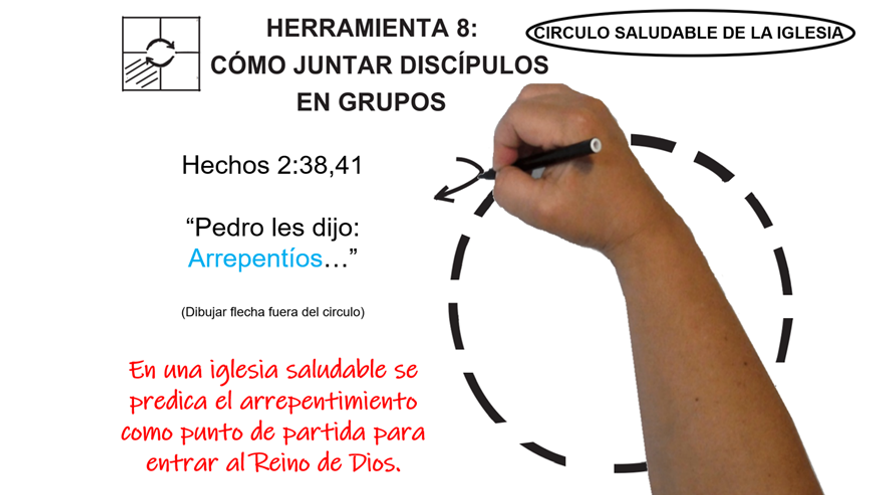 HERRAMIENTA 8:
CÓMO JUNTAR DISCÍPULOS
EN GRUPOS
CIRCULO SALUDABLE DE LA IGLESIA
Hechos 2:38,41
“Pedro les dijo:
Arrepentíos…”
(Dibujar flecha fuera del circulo)
En una iglesia saludable se
predica el arrepentimiento
como punto de partida para
entrar al Reino de Dios.